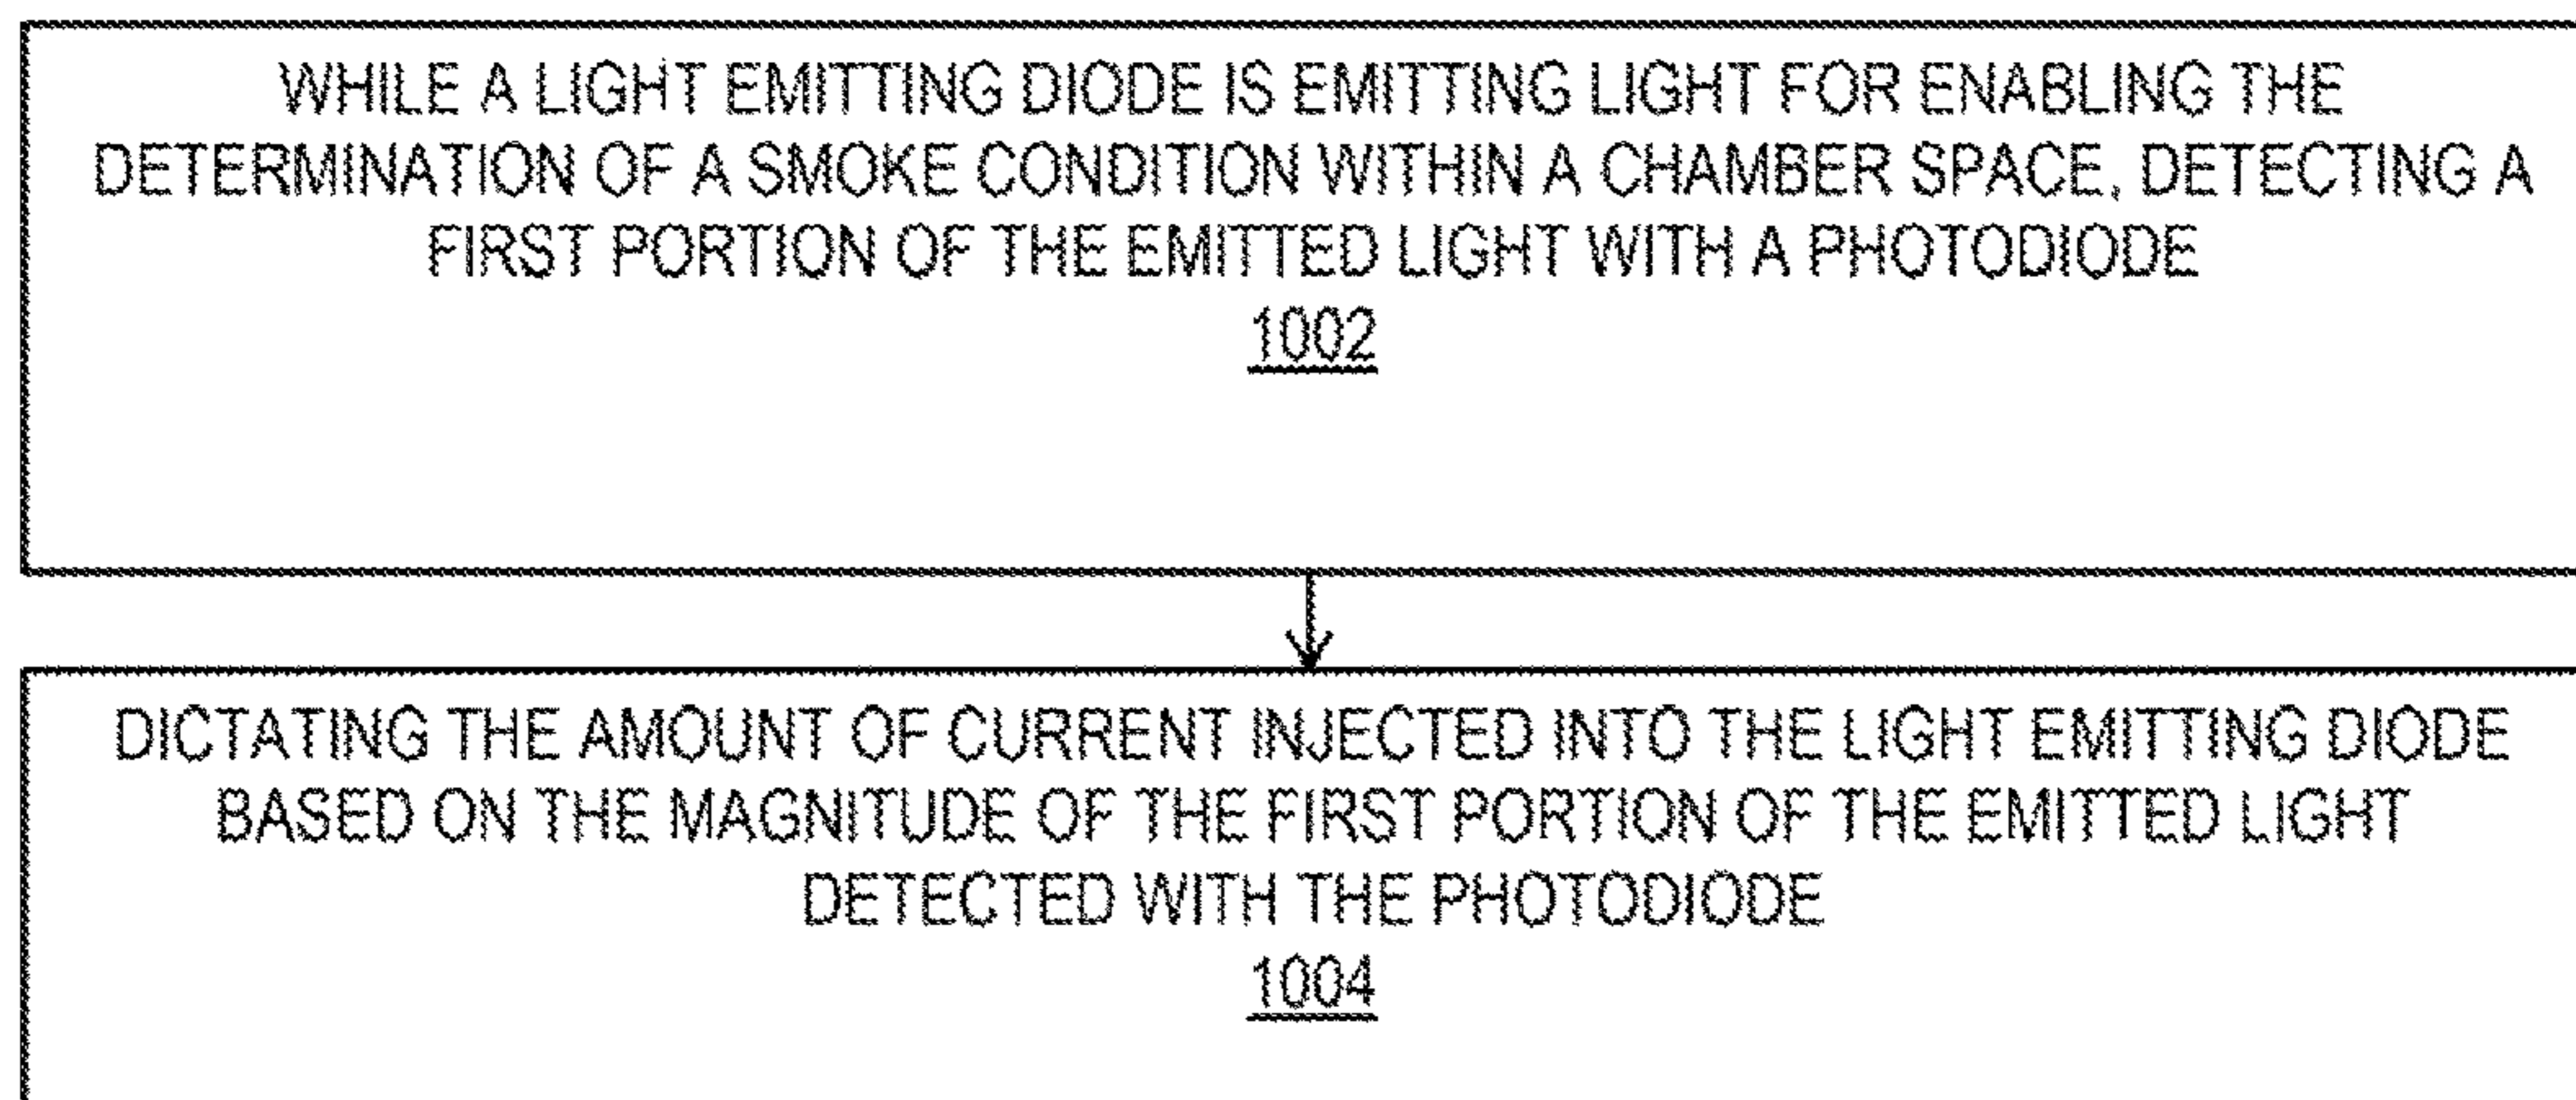 WHILE A LIGHT EMITTING DIODE IS EMITTING LIGHT FOR ENABLING THE
DETERMINATION OF A SMOKE CONDITION WITHIN A CHAMBER SPACE, DETECTING A
FIRST PORTION OF THE EMITTED LIGHT WITH A PHOTODIODE
1002
DICTATING THE AMOUNT OF CURRENT INJECTED INTO THE LIGHT EMITTING DIODE
BASED ON THE MAGNITUDE OF THE FIRST PORTION OF THE EMITTED LIGHT
DETECTED WITH THE PHOTODIODE
1004